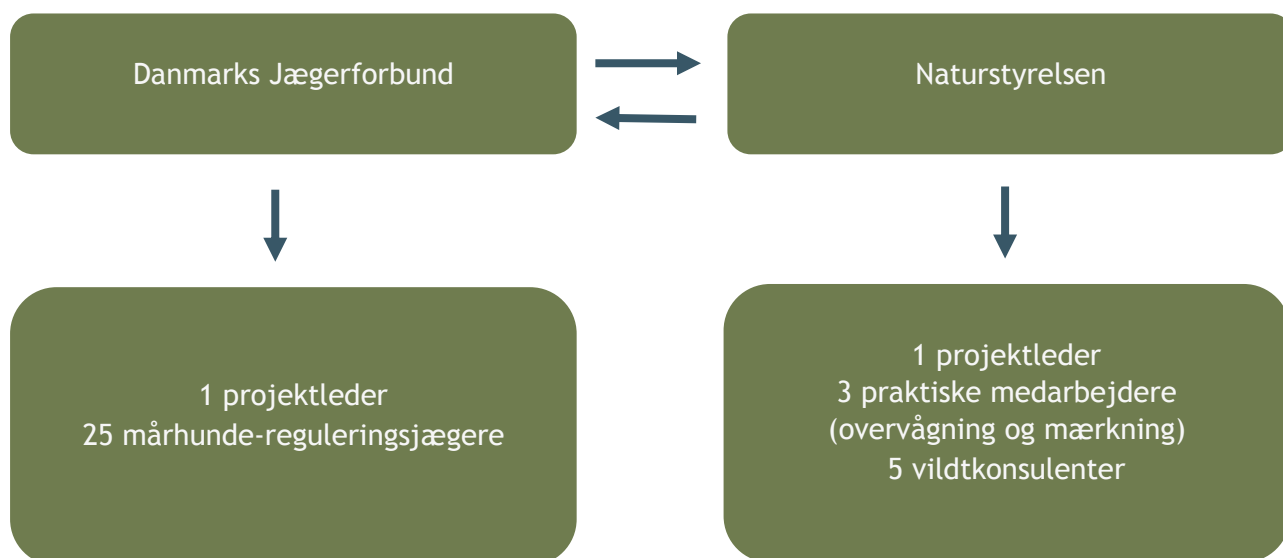 Danmarks Jægerforbund
Naturstyrelsen
1 projektleder
25 mårhunde-reguleringsjægere
1 projektleder
3 praktiske medarbejdere
(overvågning og mærkning)
5 vildtkonsulenter